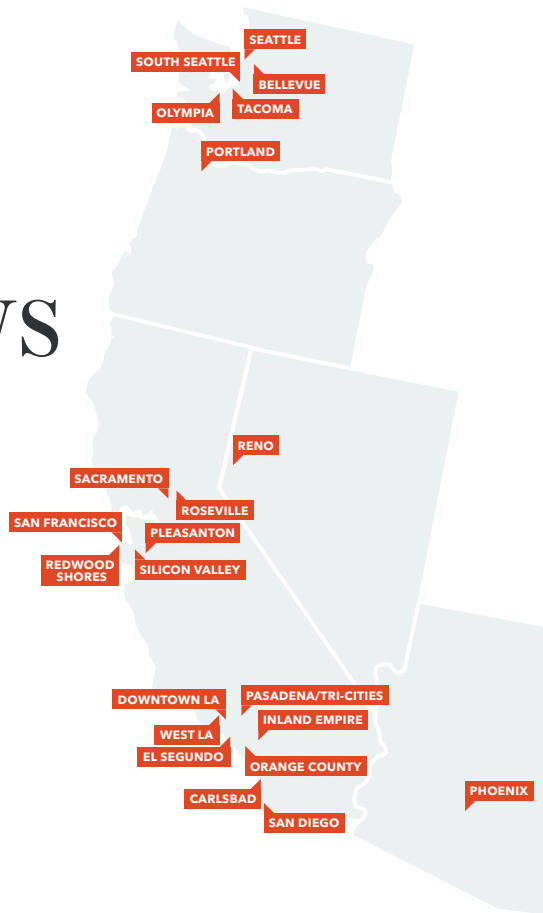 SEATTLE
SOUTH SEATTLE
BELLEVUE
OLYMPIA
TACOMA
PORTLAND
RENO
SACRAMENTO
ROSEVILLE
SAN FRANCISCO
PLEASANTON
REDWOOD
SHORES
SILICON VALLEY
PASADENA/TRI-CITIES
DOWNTOWN LA
INLAND EMPIRE
WEST LA
EL SEGUNDO
ORANGE COUNTY
CARLSBAD
PHOENIX
SAN DIEGO